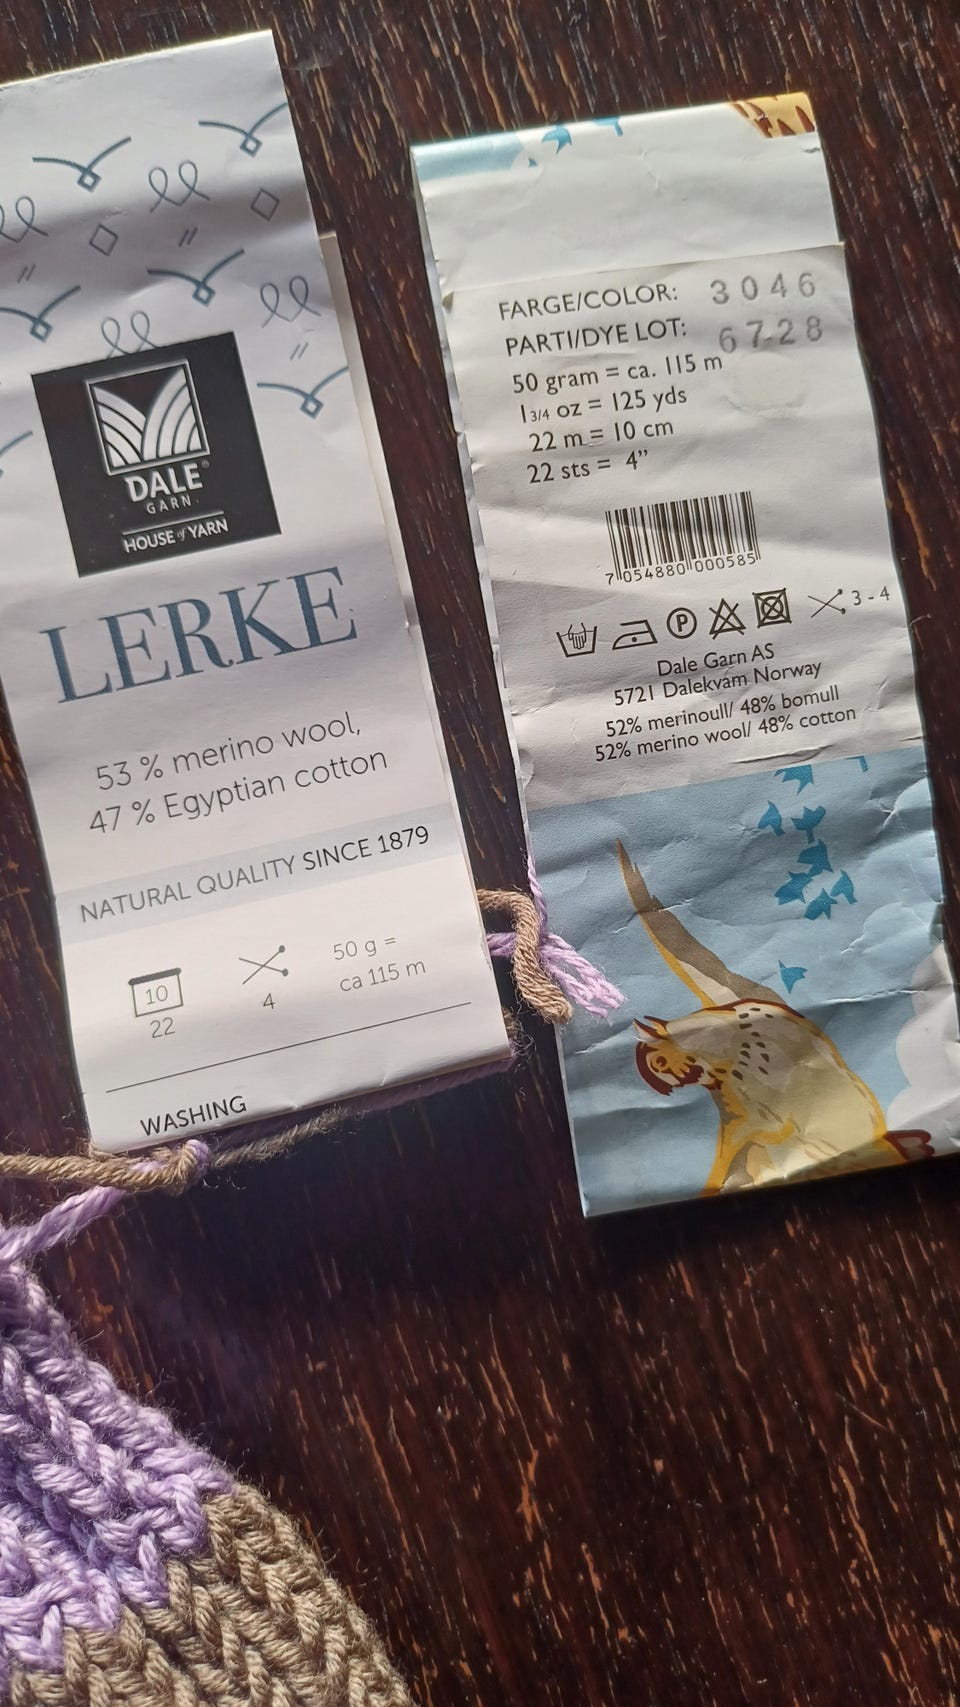 DALE
GARN
HOUSE of YARN
LERKE
53 % merino wool,
47 % Egyptian cotton
NATURAL QUALITY SINCE 1879
10
22
4
50 g =
ca 115 m
WASHING
FARGE/COLOR: 3046
PARTI/DYE LOT: 6728
50 gram = ca. 115 m
1 3/4 oz = 125 yds
22 m = 10 cm
22 sts = 4”
7 054880 000585
P
3 - 4
Dale Garn AS
5721 Dalekvam Norway
52% merinoull/ 48% bomull
52% merino wool/ 48% cotton